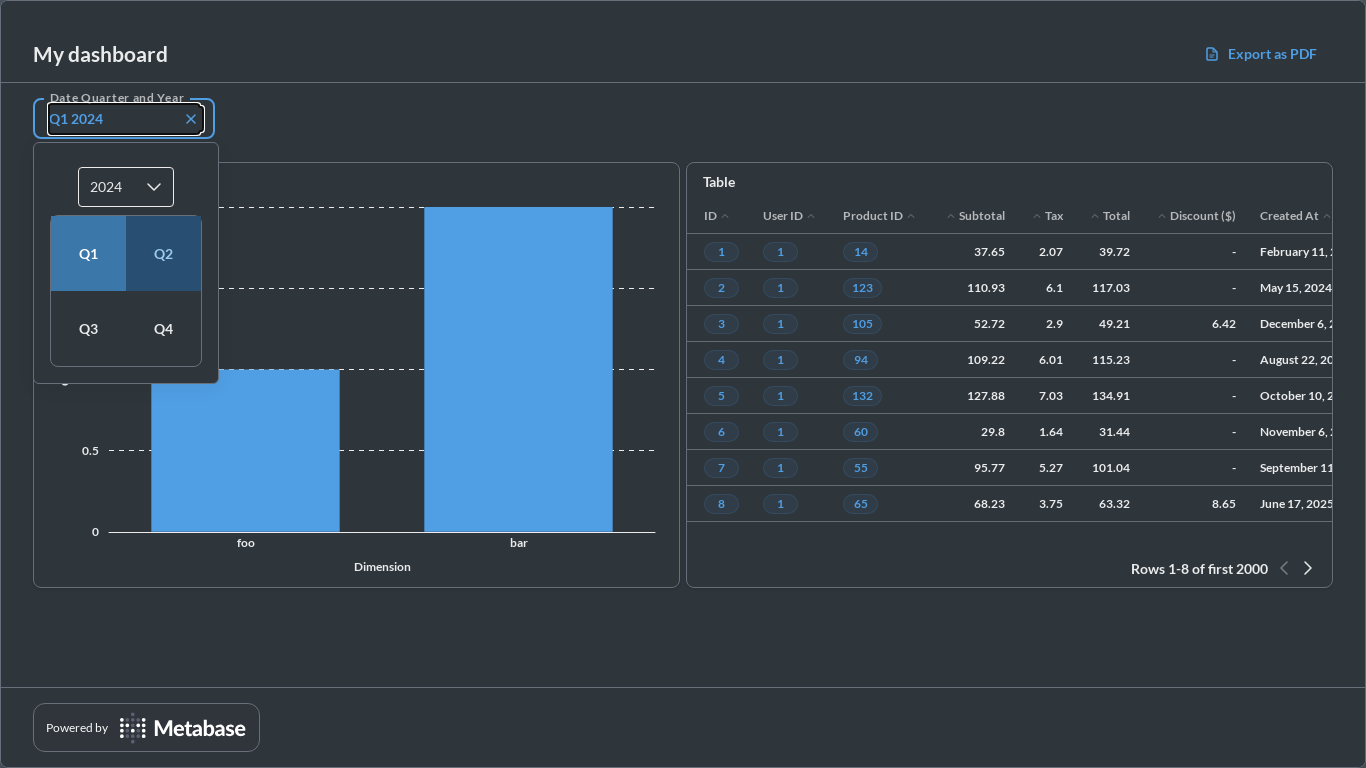 My dashboard
Export as PDF
Date Quarter and Year
Q1 2024
2024
Q1 Q2
Q3 Q4
0.5
0
foo bar
Dimension
Table
ID User ID Product ID Subtotal Tax Total Discount ($) Created At
1 1 14 37.65 2.07 39.72 - February 11,
2 1 123 110.93 6.1 117.03 - May 15, 2024
3 1 105 52.72 2.9 49.21 6.42 December 6,
4 1 94 109.22 6.01 115.23 - August 22, 20
5 1 132 127.88 7.03 134.91 - October 10, 2
6 1 60 29.8 1.64 31.44 - November 6,
7 1 55 95.77 5.27 101.04 - September 11
8 1 65 68.23 3.75 63.32 8.65 June 17, 2025
Rows 1-8 of first 2000
Powered by Metabase